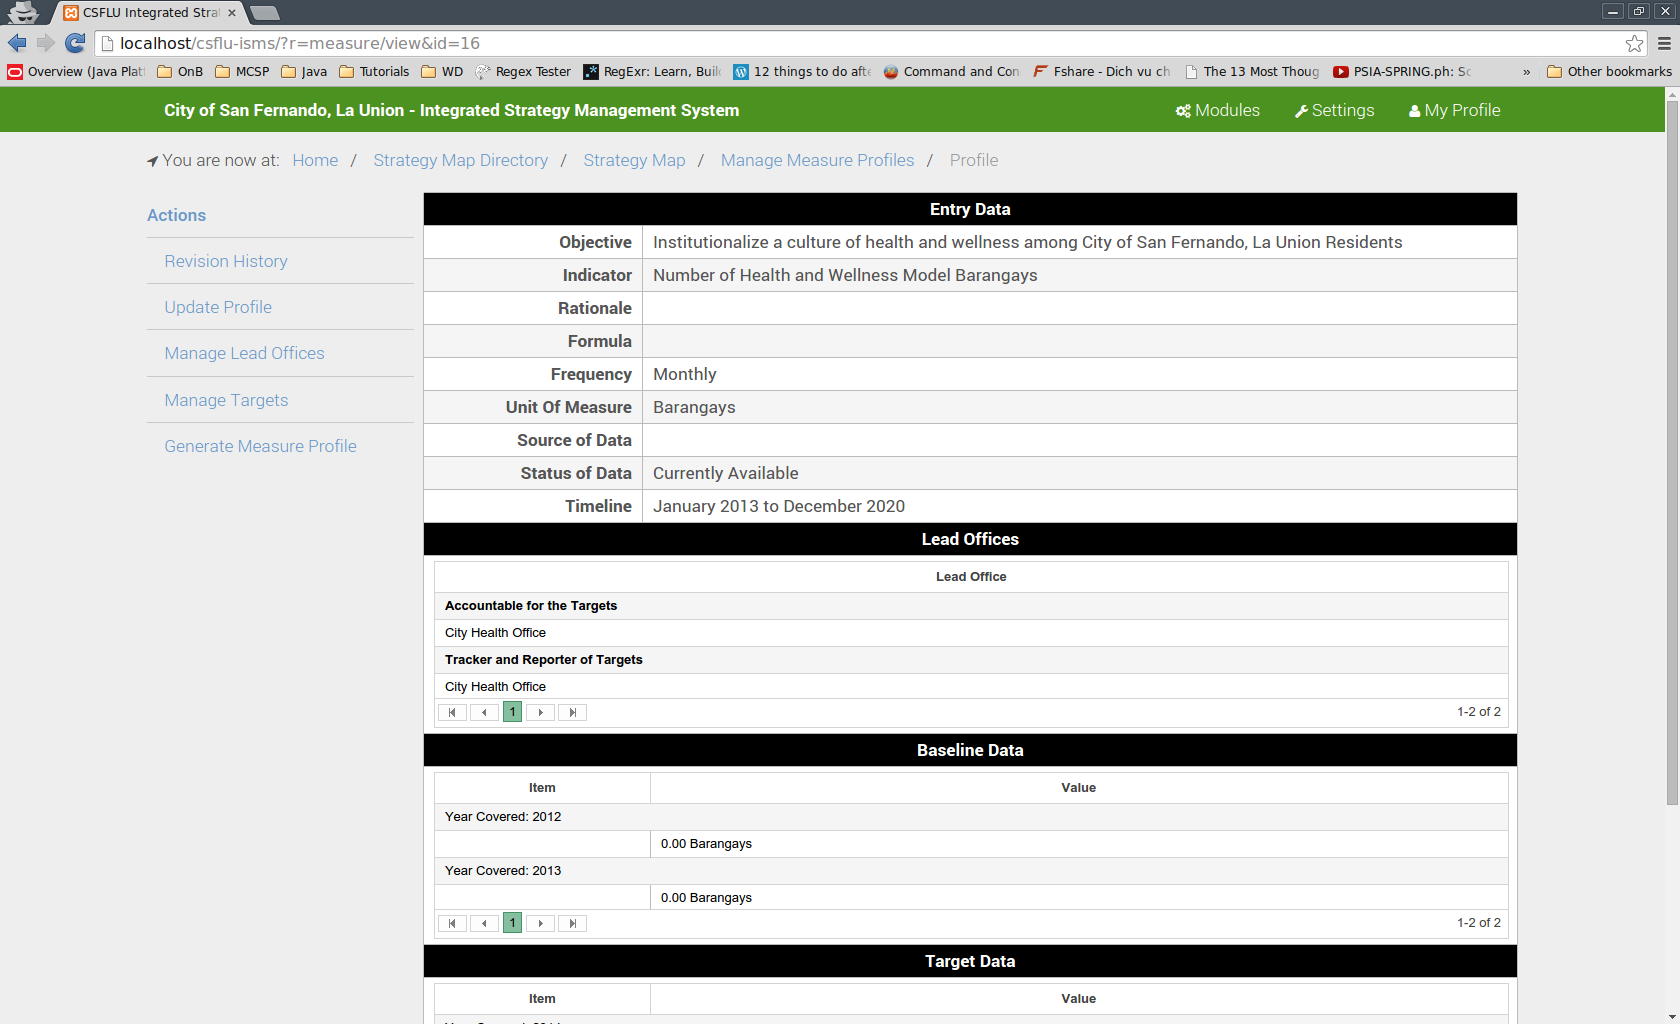 CSFLU Integrated Stra
localhost/csflu-isms/?r=measure/view&id=16
Overview (Java Plat OnB MCSP Java Tutorials WD Regex Tester RegExr: Learn, Buil 12 things to do afte Command and Con Fshare - Dich vu ch The 13 Most Thoug PSIA-SPRING.ph: Sc » Other bookmarks
City of San Fernando, La Union - Integrated Strategy Management System Modules Settings My Profile
You are now at: Home / Strategy Map Directory / Strategy Map / Manage Measure Profiles / Profile
Actions
Revision History
Update Profile
Manage Lead Offices
Manage Targets
Generate Measure Profile
Entry Data
Objective Institutionalize a culture of health and wellness among City of San Fernando, La Union Residents
Indicator Number of Health and Wellness Model Barangays
Rationale
Formula
Frequency Monthly
Unit Of Measure Barangays
Source of Data
Status of Data Currently Available
Timeline January 2013 to December 2020
Lead Offices
Lead Office
Accountable for the Targets
City Health Office
Tracker and Reporter of Targets
City Health Office
1 1-2 of 2
Baseline Data
Item Value
Year Covered: 2012
0.00 Barangays
Year Covered: 2013
0.00 Barangays
1 1-2 of 2
Target Data
Item Value